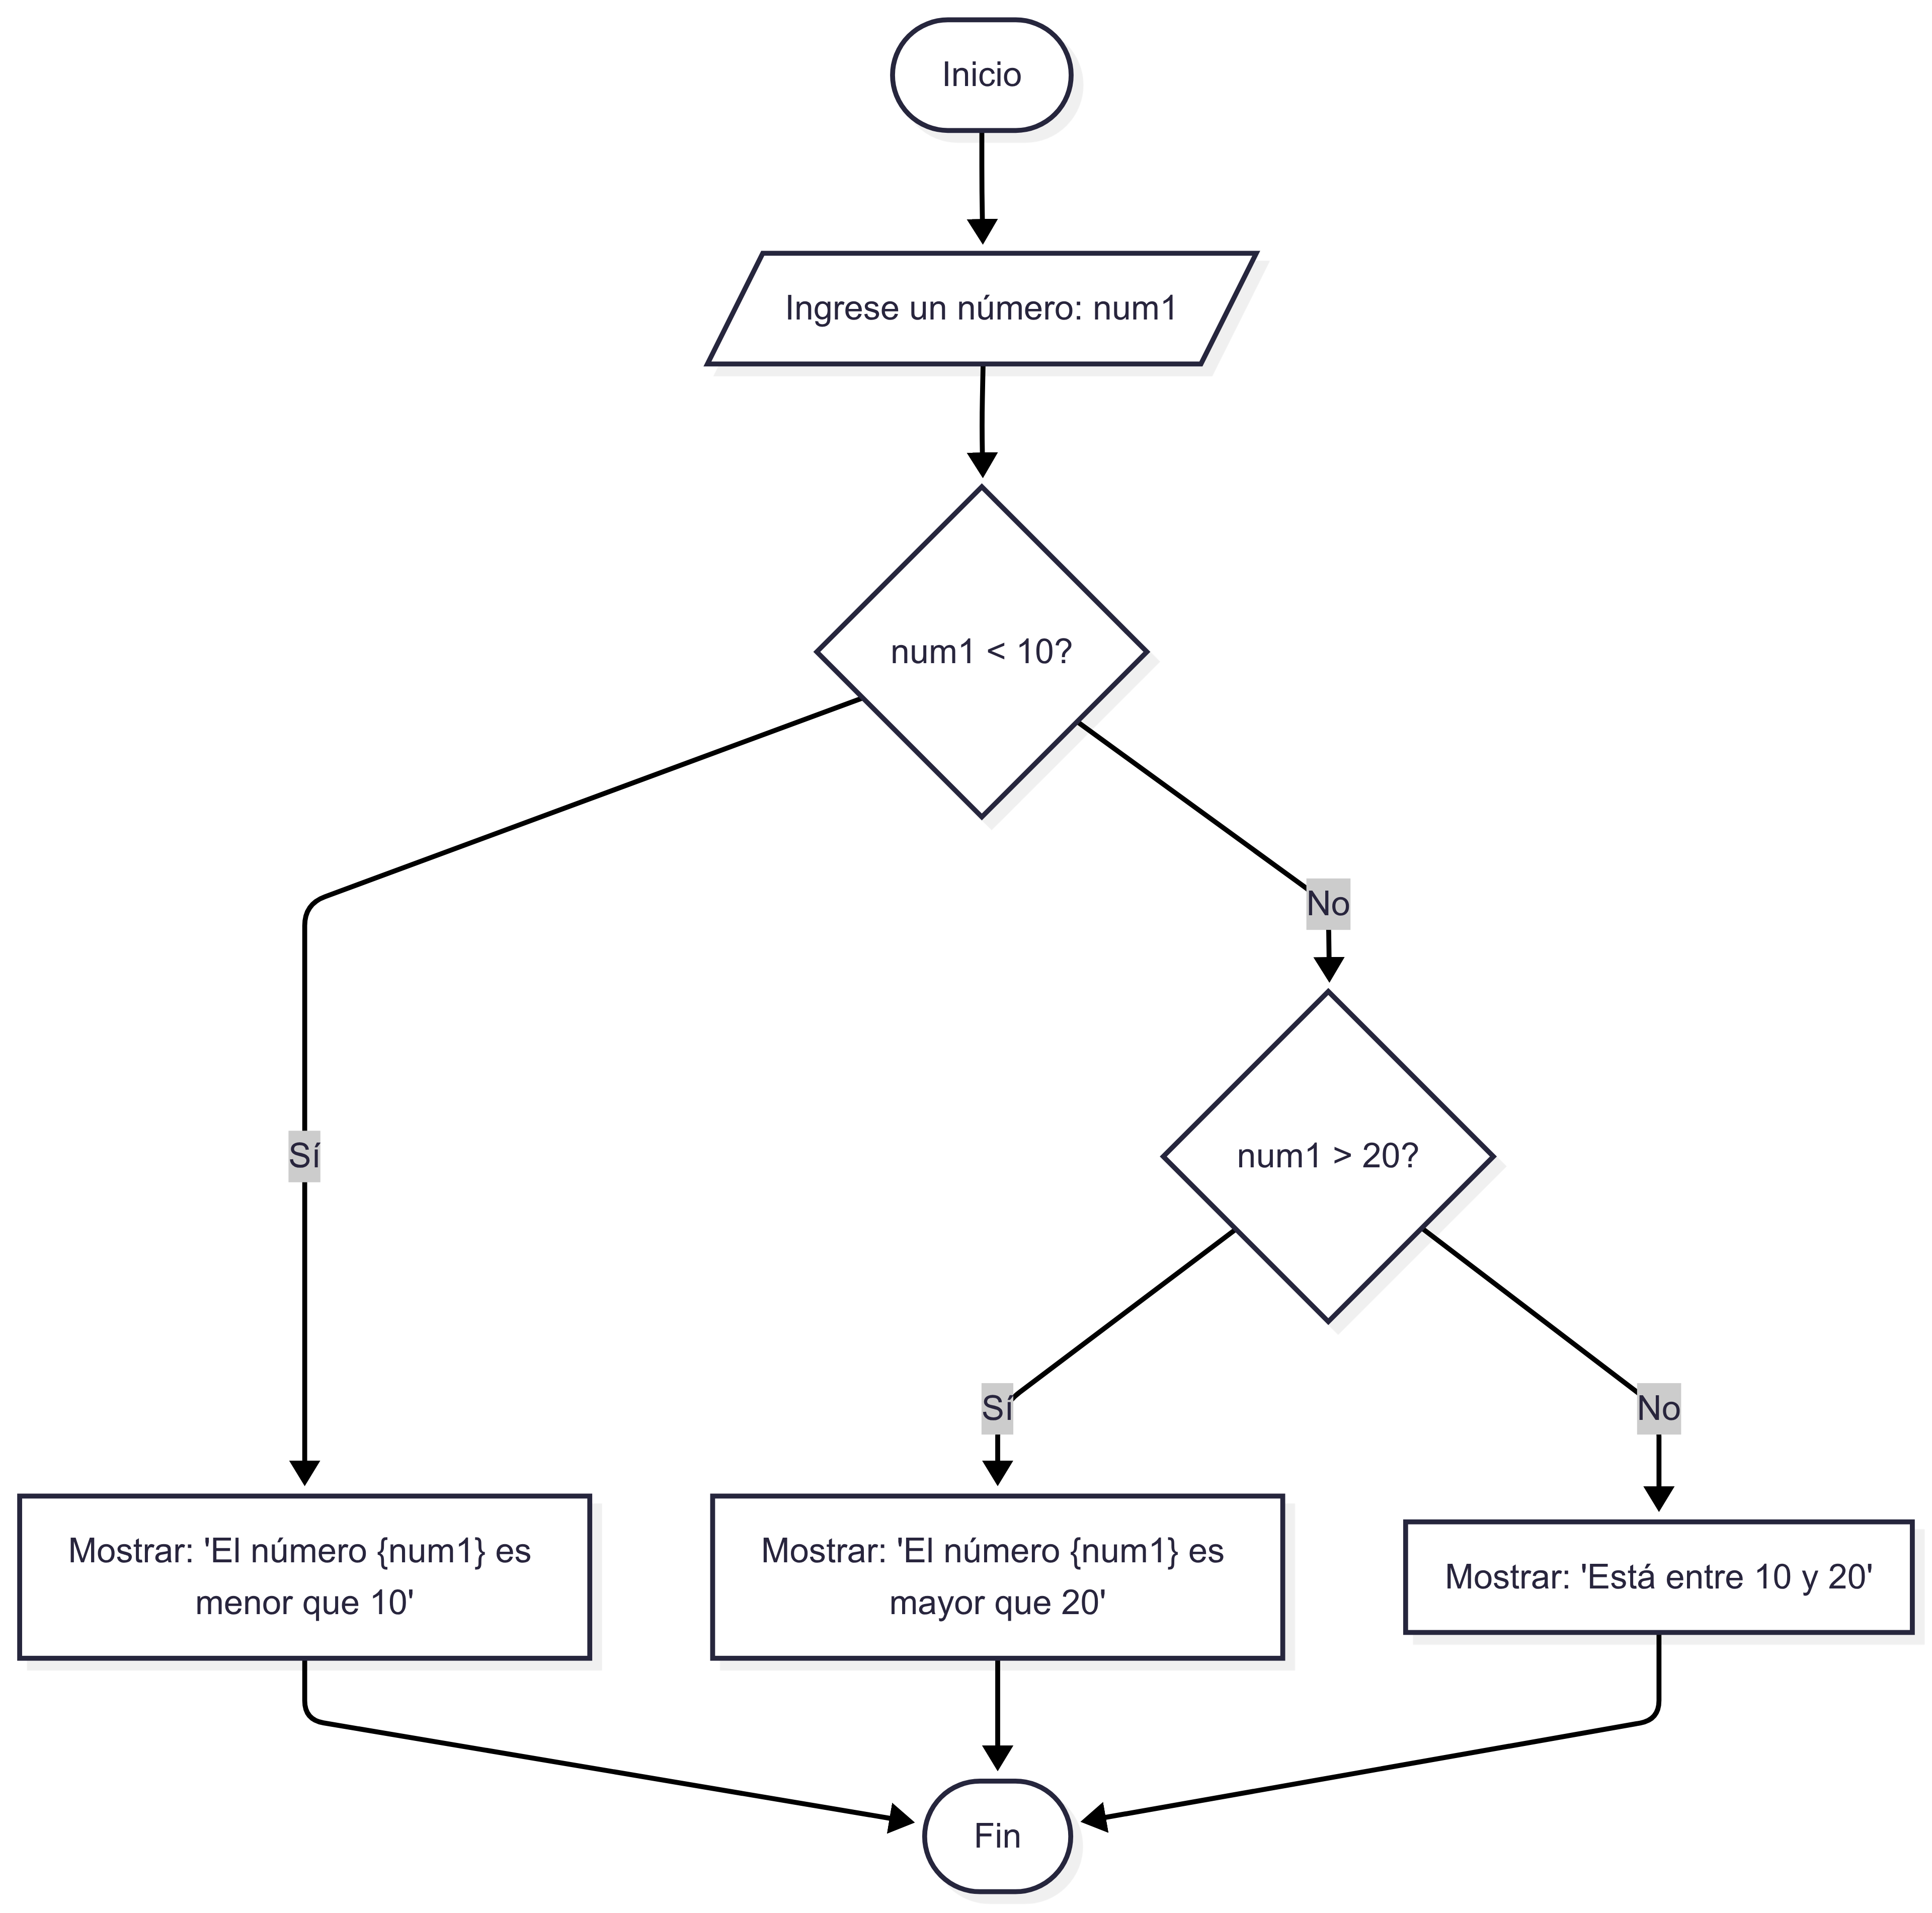 Inicio
Ingrese un número: num1
num1 < 10?
No
Sí
num1 > 20?
Sí
No
Mostrar: 'El número {num1} es
menor que 10'
Mostrar: 'El número {num1} es
mayor que 20'
Mostrar: 'Está entre 10 y 20'
Fin